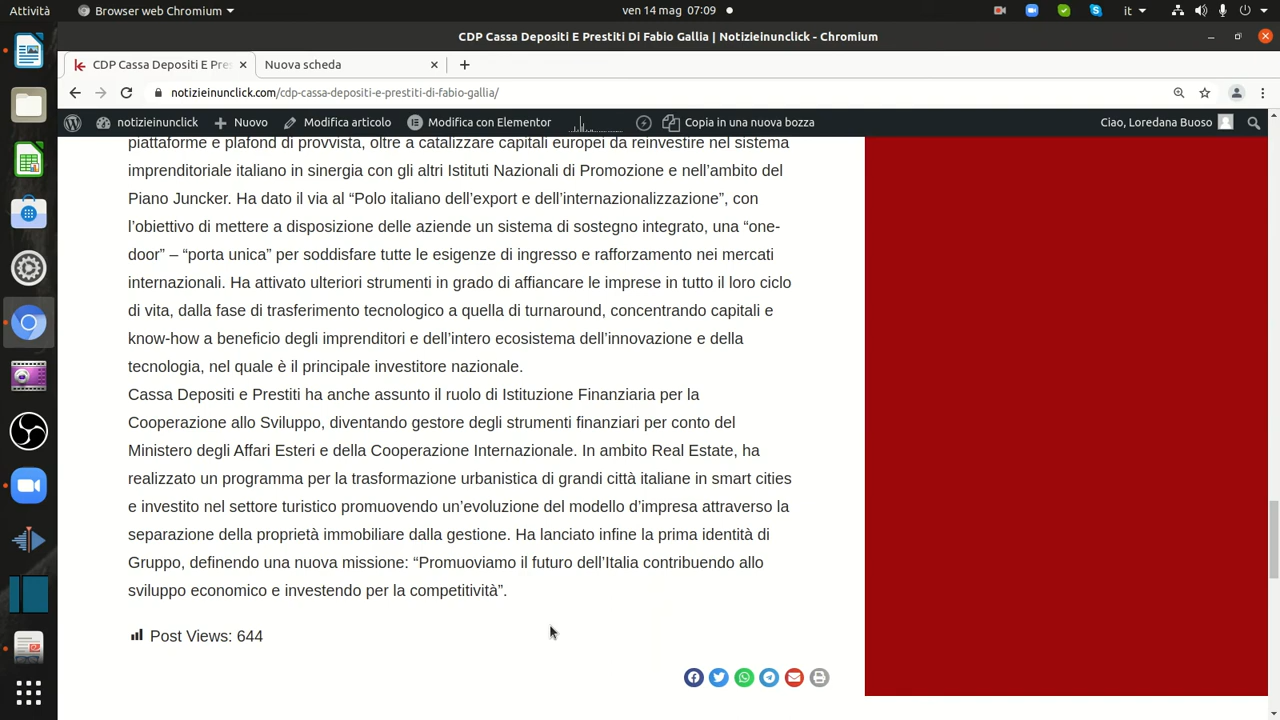 Attività
Browser web Chromium
ven 14 mag 07:09
it
CDP Cassa Depositi E Prestiti Di Fabio Gallia | Notizieinunclick - Chromium
CDP Cassa Depositi E Pres
Nuova scheda
notizieinunclick.com/cdp-cassa-depositi-e-prestiti-di-fabio-gallia/
notizieinunclick
Nuovo
Modifica articolo
Modifica con Elementor
Copia in una nuova bozza
Ciao, Loredana Buoso
piattaforme e plafond di provvista, oltre a catalizzare capitali europei da reinvestire nel sistema
imprenditoriale italiano in sinergia con gli altri Istituti Nazionali di Promozione e nell’ambito del
Piano Juncker. Ha dato il via al “Polo italiano dell’export e dell’internazionalizzazione”, con
l’obiettivo di mettere a disposizione delle aziende un sistema di sostegno integrato, una “one-
door” – “porta unica” per soddisfare tutte le esigenze di ingresso e rafforzamento nei mercati
internazionali. Ha attivato ulteriori strumenti in grado di affiancare le imprese in tutto il loro ciclo
di vita, dalla fase di trasferimento tecnologico a quella di turnaround, concentrando capitali e
know-how a beneficio degli imprenditori e dell’intero ecosistema dell’innovazione e della
tecnologia, nel quale è il principale investitore nazionale.
Cassa Depositi e Prestiti ha anche assunto il ruolo di Istituzione Finanziaria per la
Cooperazione allo Sviluppo, diventando gestore degli strumenti finanziari per conto del
Ministero degli Affari Esteri e della Cooperazione Internazionale. In ambito Real Estate, ha
realizzato un programma per la trasformazione urbanistica di grandi città italiane in smart cities
e investito nel settore turistico promuovendo un’evoluzione del modello d’impresa attraverso la
separazione della proprietà immobiliare dalla gestione. Ha lanciato infine la prima identità di
Gruppo, definendo una nuova missione: “Promuoviamo il futuro dell’Italia contribuendo allo
sviluppo economico e investendo per la competitività”.
Post Views: 644